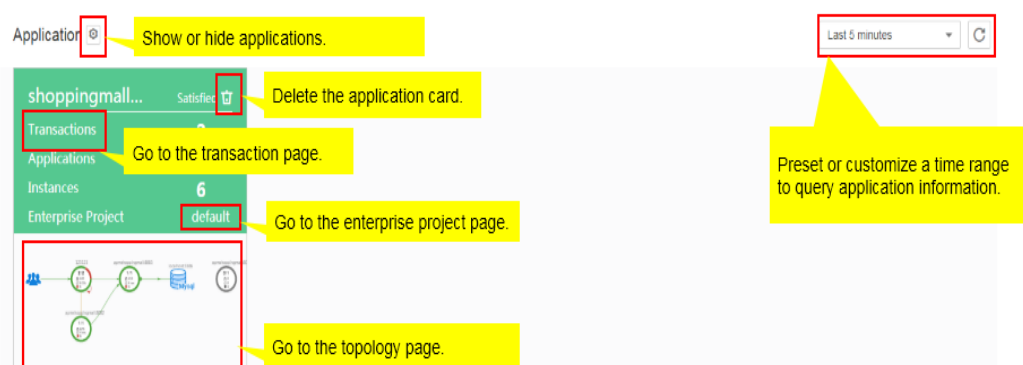 Application
Show or hide applications.
Last 5 minutes
shoppingmall...
Satisfied
Delete the application card.
Transactions
Go to the transaction page.
Applications
Preset or customize a time range
to query application information.
Instances
6
Enterprise Project
default
Go to the enterprise project page.
Mysql
Go to the topology page.